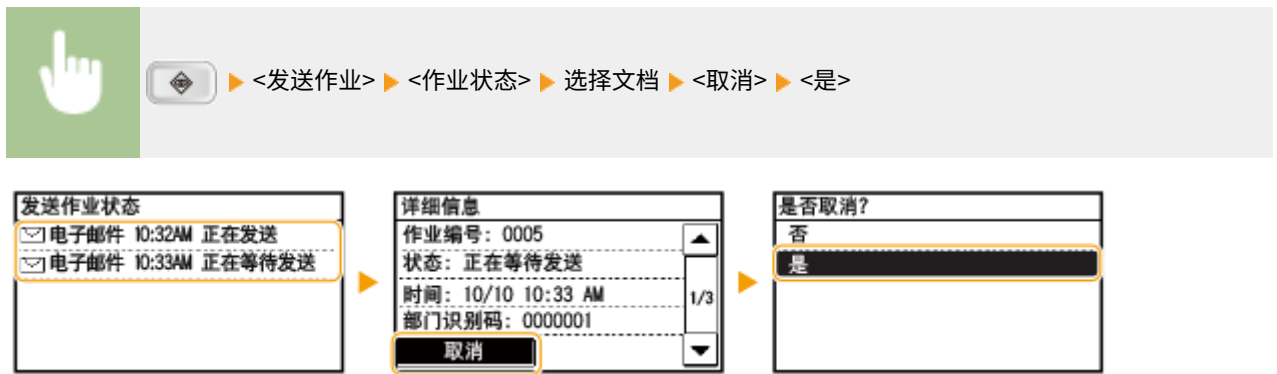 <发送作业> <作业状态> 选择文档 <取消> <是>
发送作业状态
电子邮件 10:32AM 正在发送
电子邮件 10:33AM 正在等待发送
详细信息
作业编号: 0005
状态: 正在等待发送
时间: 10/10 10:33 AM
部门识别码: 0000001
1/3
取消
是否取消?
否
是